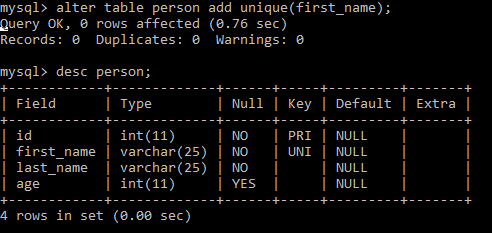 mysql> alter table person add unique(first_name);
Query OK, 0 rows affected (0.76 sec)
Records: 0  Duplicates: 0  Warnings: 0
mysql> desc person;
+------------+-------------+------+-----+---------+-------+
| Field      | Type        | Null | Key | Default | Extra |
+------------+-------------+------+-----+---------+-------+
| id         | int(11)     | NO   | PRI | NULL    |       |
| first_name | varchar(25) | NO   | UNI | NULL    |       |
| last_name  | varchar(25) | NO   |     | NULL    |       |
| age        | int(11)     | YES  |     | NULL    |       |
+------------+-------------+------+-----+---------+-------+
4 rows in set (0.00 sec)